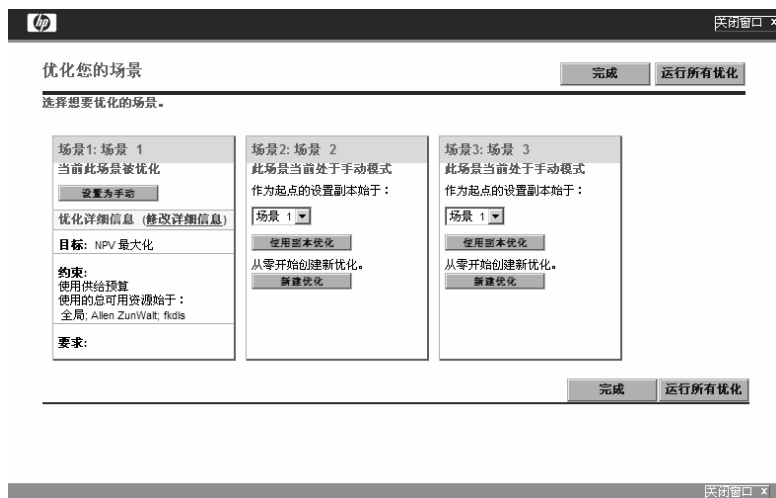 hp
关闭窗口 x
优化您的场景
完成 运行所有优化
选择想要优化的场景。
场景1: 场景 1
当前此场景被优化
设置为手动
优化详细信息 (修改详细信息)
目标: NPV 最大化
约束:
使用供给预算
使用的总可用资源始于:
全局; Allen ZunWalt; fkdls
要求:
场景2: 场景 2
此场景当前处于手动模式
作为起点的设置副本始于:
场景 1
使用副本优化
从零开始创建新优化。
新建优化
场景3: 场景 3
此场景当前处于手动模式
作为起点的设置副本始于:
场景 1
使用副本优化
从零开始创建新优化。
新建优化
完成 运行所有优化
关闭窗口 x